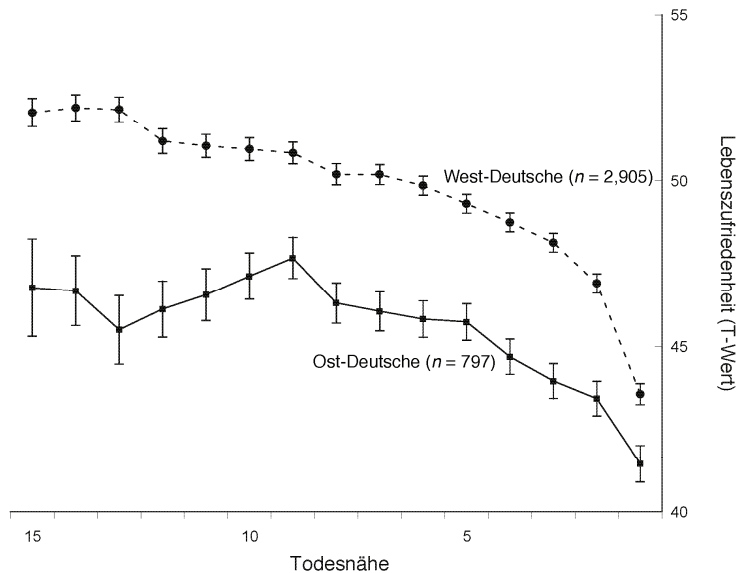 55
50
45
40
Lebenszufriedenheit (T-Wert)
West-Deutsche (n = 2,905)
Ost-Deutsche (n = 797)
15
10
5
Todesnähe